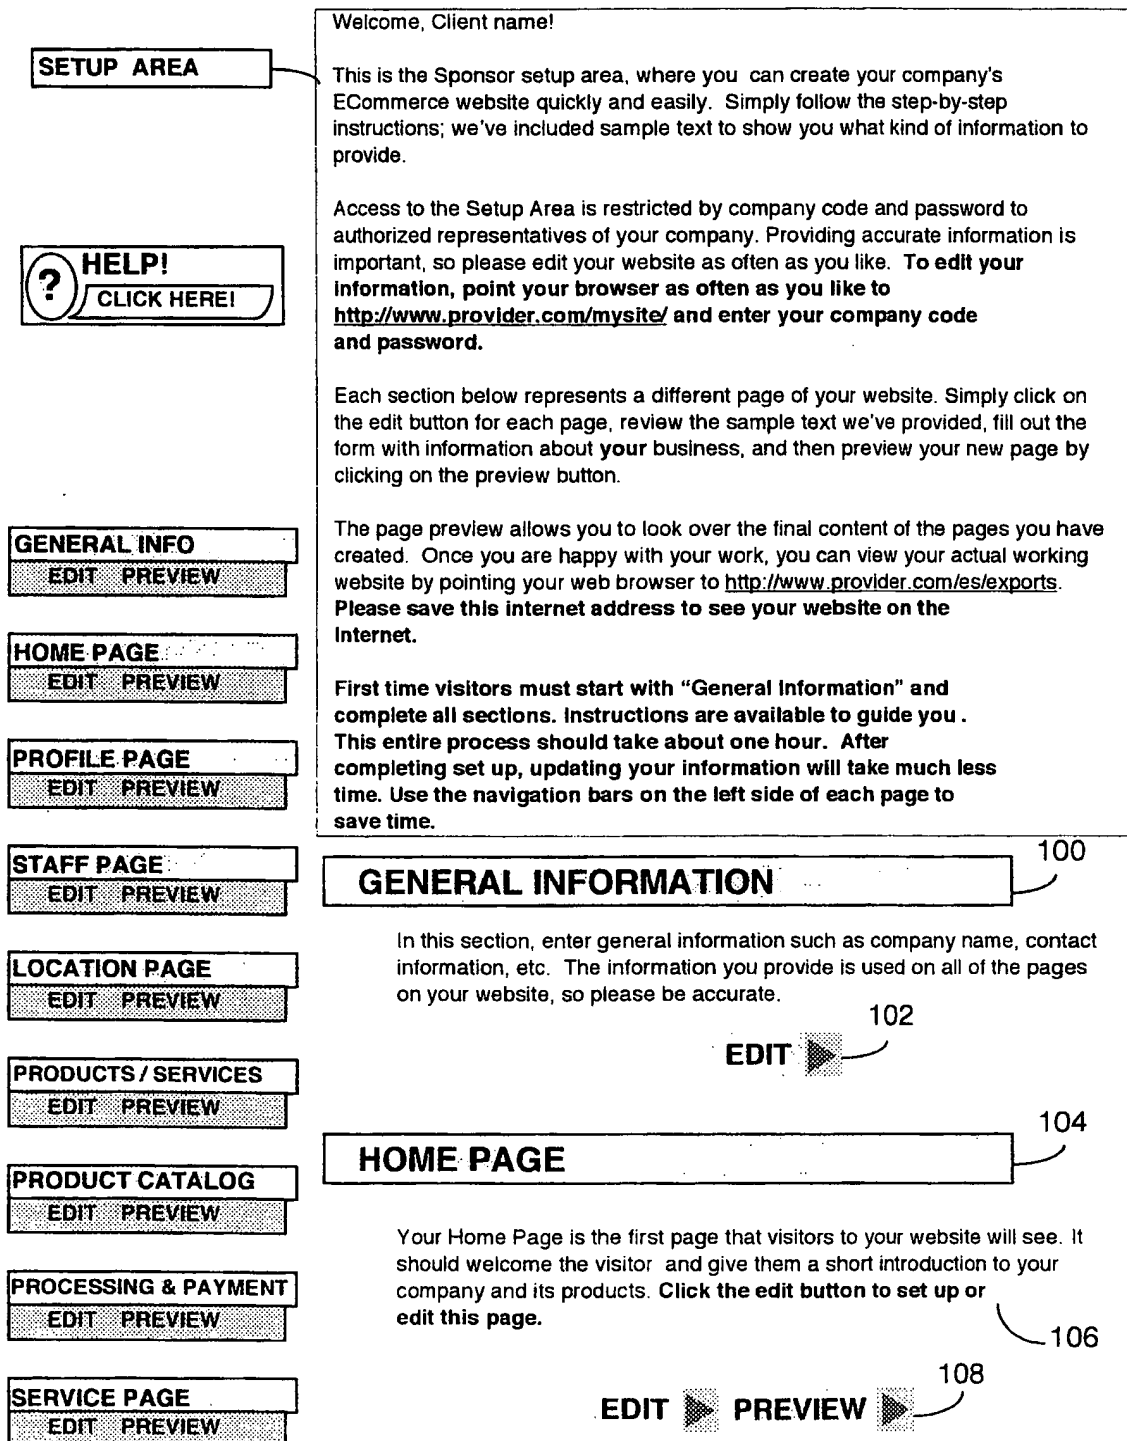 Welcome, Client name!
SETUP AREA
This is the Sponsor setup area, where you can create your company's
ECommerce website quickly and easily. Simply follow the step-by-step
instructions; we've included sample text to show you what kind of information to
provide.
Access to the Setup Area is restricted by company code and password to
authorized representatives of your company. Providing accurate information is
important, so please edit your website as often as you like. To edit your
information, point your browser as often as you like to
http://www.provider.com/mysite/ and enter your company code
and password.
? HELP!
CLICK HERE!
Each section below represents a different page of your website. Simply click on
the edit button for each page, review the sample text we've provided, fill out the
form with information about your business, and then preview your new page by
clicking on the preview button.
The page preview allows you to look over the final content of the pages you have
created. Once you are happy with your work, you can view your actual working
website by pointing your web browser to http://www.provider.com/es/exports.
Please save this internet address to see your website on the
Internet.
First time visitors must start with "General Information" and
complete all sections. Instructions are available to guide you .
This entire process should take about one hour. After
completing set up, updating your information will take much less
time. Use the navigation bars on the left side of each page to
save time.
GENERAL INFO
EDIT PREVIEW
HOME PAGE
EDIT PREVIEW
PROFILE PAGE
EDIT PREVIEW
STAFF PAGE
EDIT PREVIEW
LOCATION PAGE
EDIT PREVIEW
PRODUCTS / SERVICES
EDIT PREVIEW
PRODUCT CATALOG
EDIT PREVIEW
PROCESSING & PAYMENT
EDIT PREVIEW
SERVICE PAGE
EDIT PREVIEW
100
GENERAL INFORMATION
In this section, enter general information such as company name, contact
information, etc. The information you provide is used on all of the pages
on your website, so please be accurate.
102
EDIT
104
HOME PAGE
Your Home Page is the first page that visitors to your website will see. It
should welcome the visitor and give them a short introduction to your
company and its products. Click the edit button to set up or
edit this page.
106
108
EDIT PREVIEW